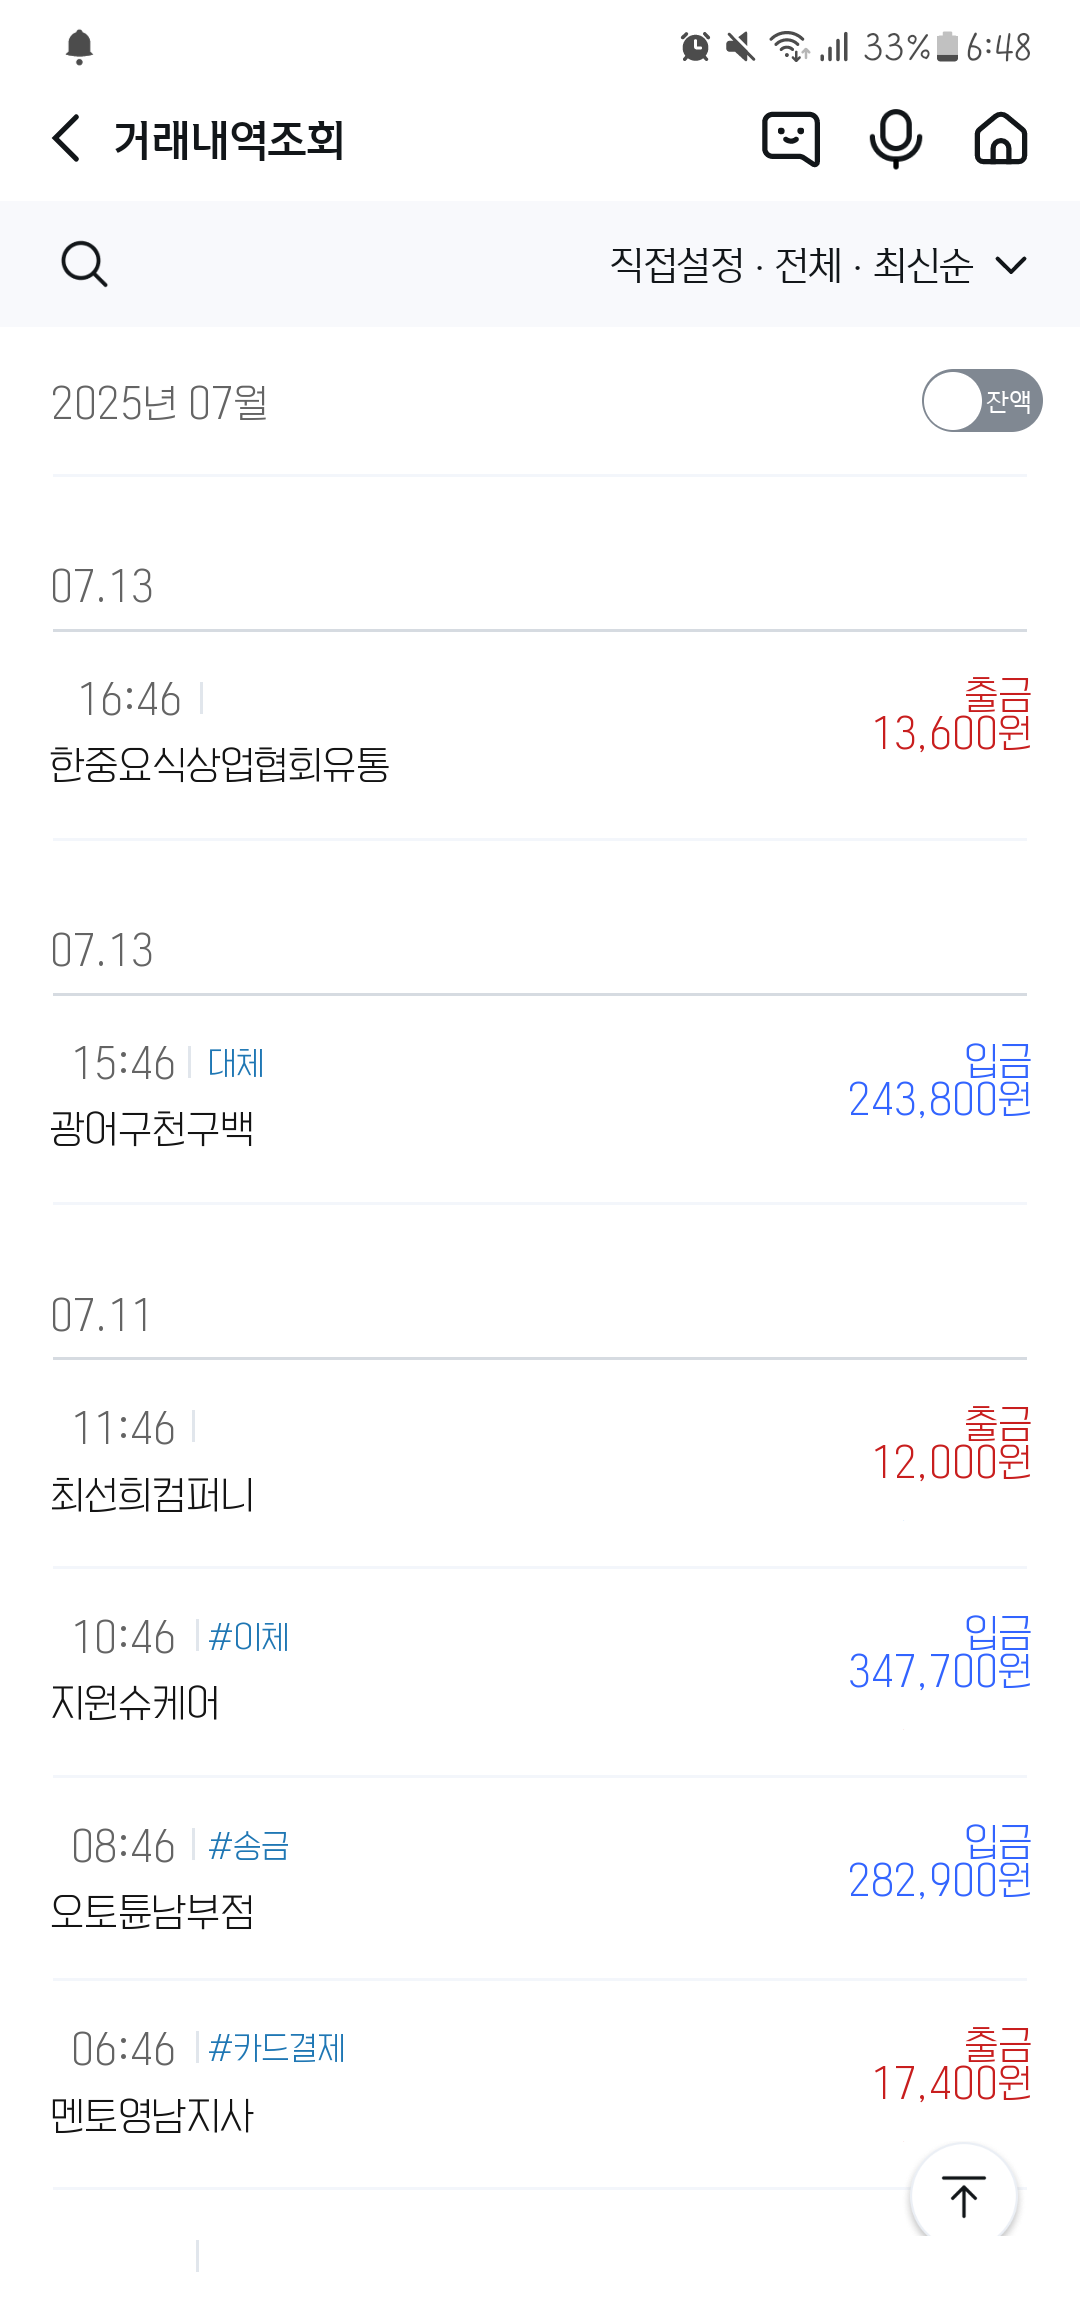 33% 6:48
거래내역조회
직접설정 · 전체 · 최신순
2025년 07월
잔액
07.13
16:46
출금
13,600원
한중요식상업협회유통
07.13
15:46 대체
입금
243,800원
광어구천구백
07.11
11:46
출금
12,000원
최선희컴퍼니
10:46 #이체
입금
347,700원
지원슈케어
08:46 #송금
입금
282,900원
오토튠남부점
06:46 #카드결제
출금
17,400원
멘토영남지사